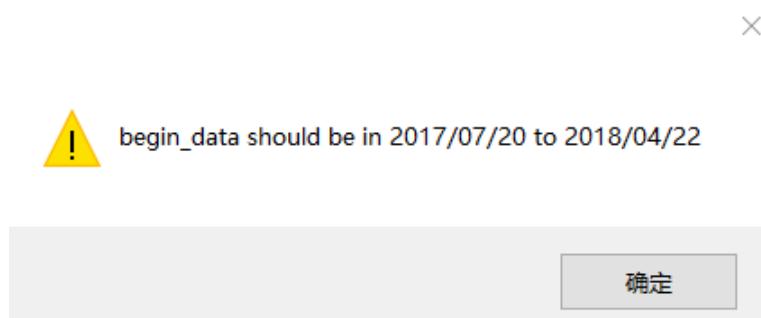 begin_data should be in 2017/07/20 to 2018/04/22
确定